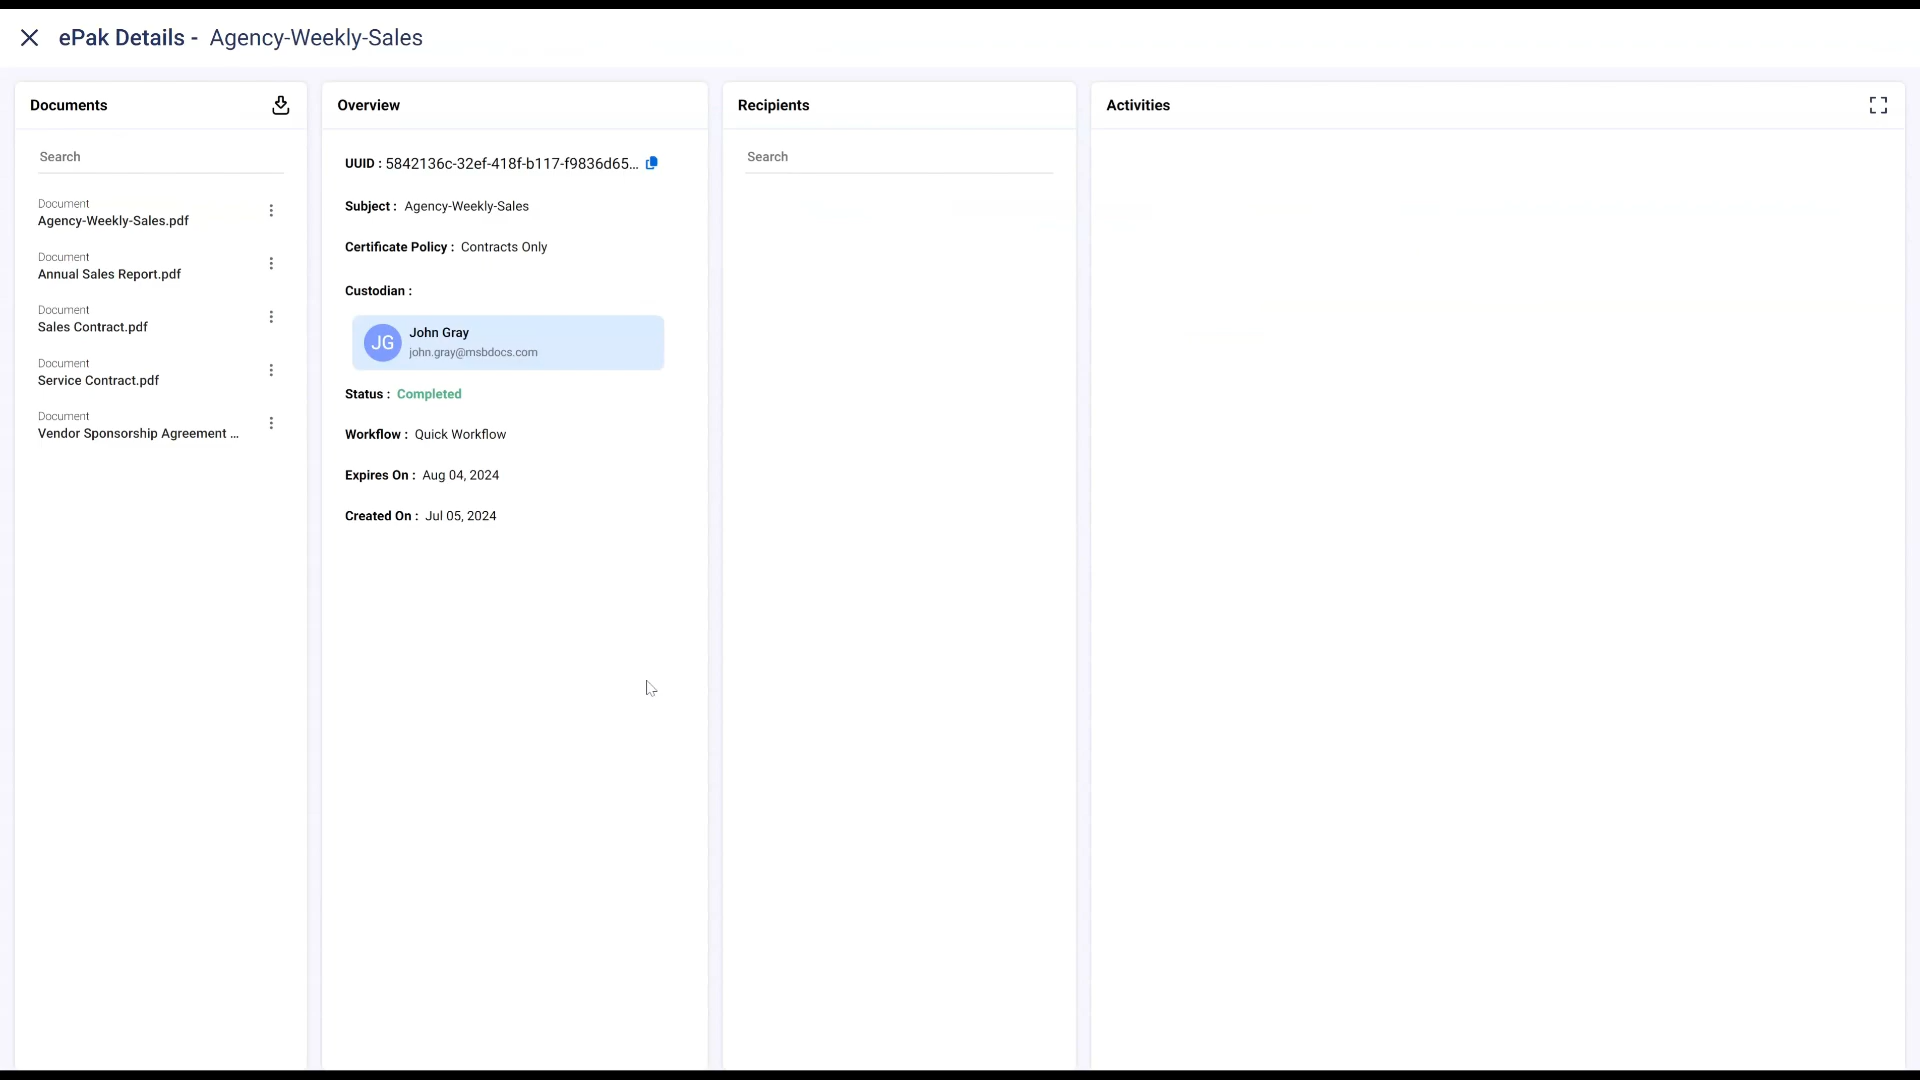 ePak Details - Agency-Weekly-Sales
Documents
Search
Document
Agency-Weekly-Sales.pdf
Document
Annual Sales Report.pdf
Document
Sales Contract.pdf
Document
Service Contract.pdf
Document
Vendor Sponsorship Agreement ...
Overview
UUID : 5842136c-32ef-418f-b117-f9836d65...
Subject : Agency-Weekly-Sales
Certificate Policy : Contracts Only
Custodian :
JG
John Gray
john.gray@msbdocs.com
Status : Completed
Workflow : Quick Workflow
Expires On : Aug 04, 2024
Created On : Jul 05, 2024
Recipients
Search
Activities